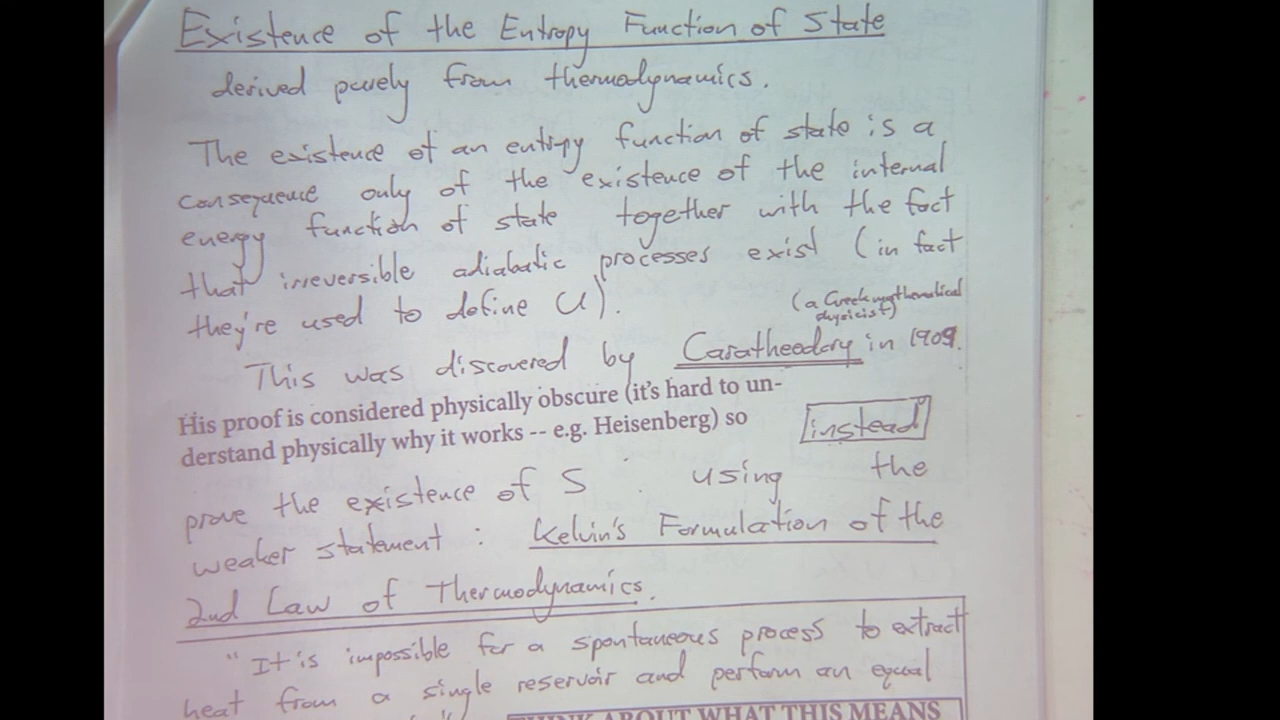 Existence of the Entropy Function of State
derived purely from thermodynamics.
The existence of an entropy function of state is a
consequence only of the existence of the internal
energy function of state together with the fact
that irreversible adiabatic processes exist (in fact
they're used to define U).
(a Greek mathematical
physicist)
This was discovered by Caratheodory in 1909.
His proof is considered physically obscure (it's hard to un-
derstand physically why it works -- e.g. Heisenberg) so
instead
prove the existence of S using the
weaker statement : Kelvin's Formulation of the
2nd Law of Thermodynamics.
"It is impossible for a spontaneous process to extract
heat from a single reservoir and perform an equal
THINK ABOUT WHAT THIS MEANS